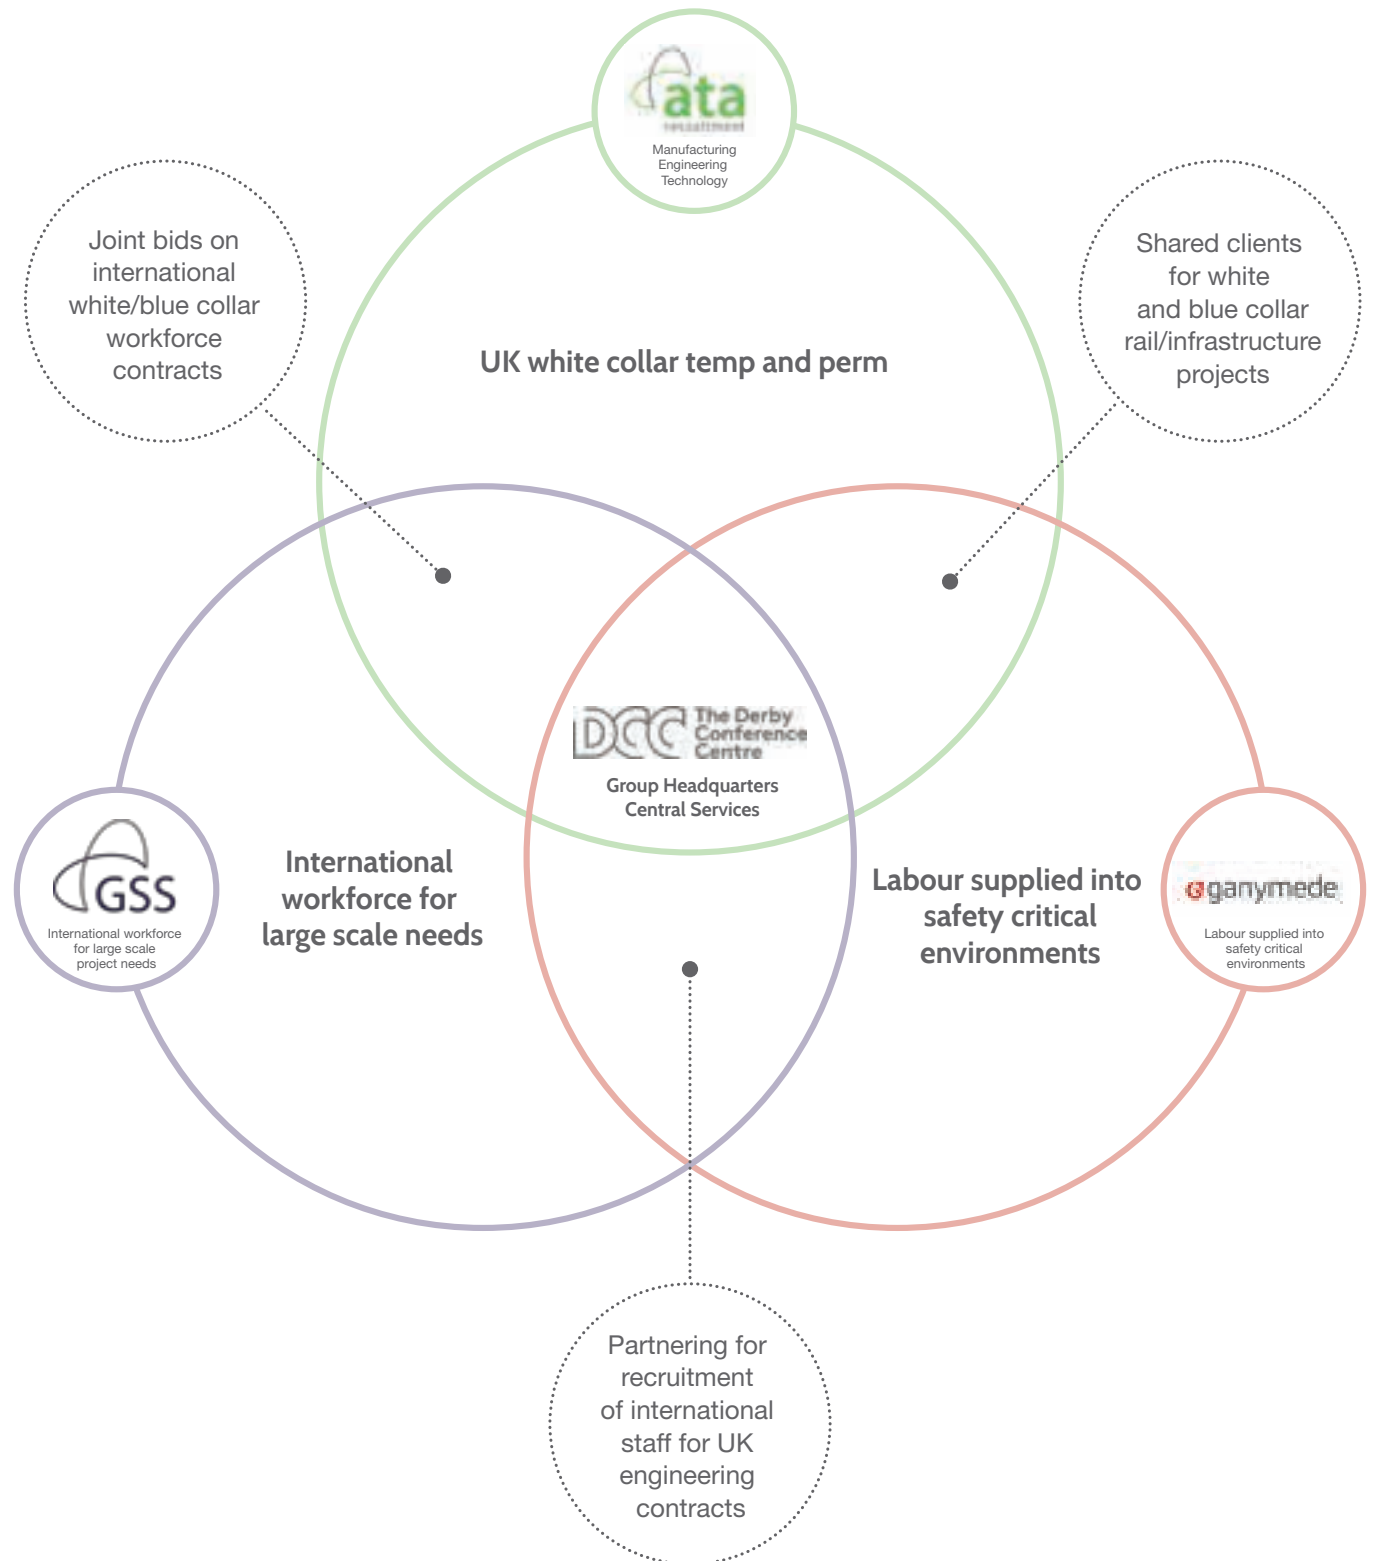 ata
recruitment
Manufacturing
Engineering
Technology
Joint bids on
international
white/blue collar
workforce
contracts
Shared clients
for white
and blue collar
rail/infrastructure
projects
UK white collar temp and perm
DCC The Derby
Conference
Centre
Group Headquarters
Central Services
GSS
International workforce
for large scale
project needs
International
workforce for
large scale needs
Labour supplied into
safety critical
environments
ganymede
Labour supplied into
safety critical
environments
Partnering for
recruitment
of international
staff for UK
engineering
contracts